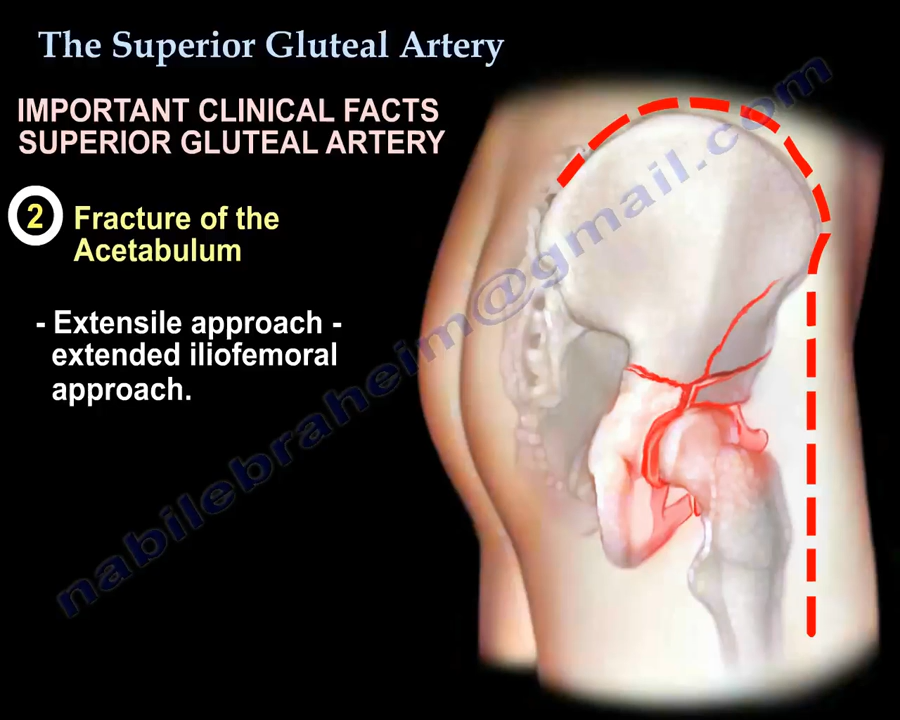 The Superior Gluteal Artery
IMPORTANT CLINICAL FACTS
SUPERIOR GLUTEAL ARTERY
2 Fracture of the
Acetabulum
- Extensile approach -
extended iliofemoral
approach.
nabilebraheim@gmail.com